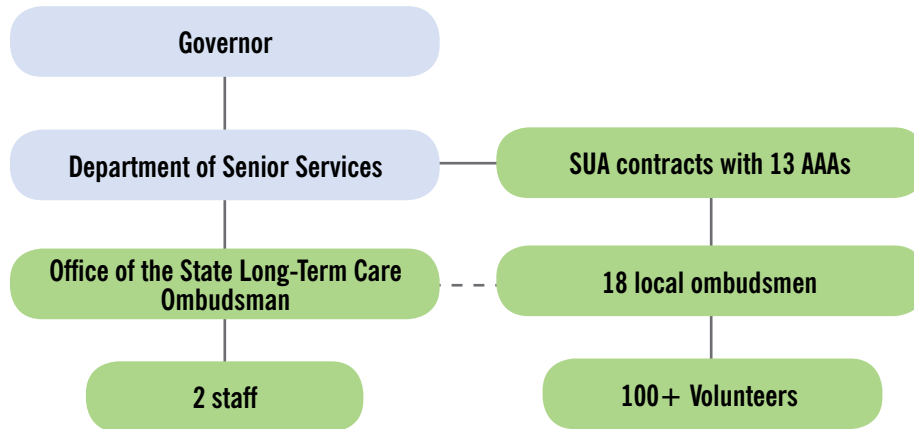 Governor
Department of Senior Services
SUA contracts with 13 AAAs
Office of the State Long-Term Care
Ombudsman
18 local ombudsmen
2 staff
100+ Volunteers